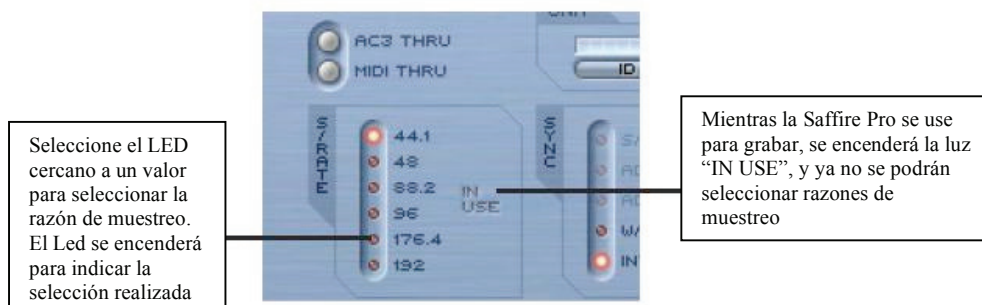 AC3 THRU
MIDI THRU
ID
S/RATE
44.1
48
88.2
96
176.4
192
IN
USE
SYNC
Seleccione el LED
cercano a un valor
para seleccionar la
razón de muestreo.
El Led se encenderá
para indicar la
selección realizada
Mientras la Saffire Pro se use
para grabar, se encenderá la luz
“IN USE”, y ya no se podrán
seleccionar razones de
muestreo